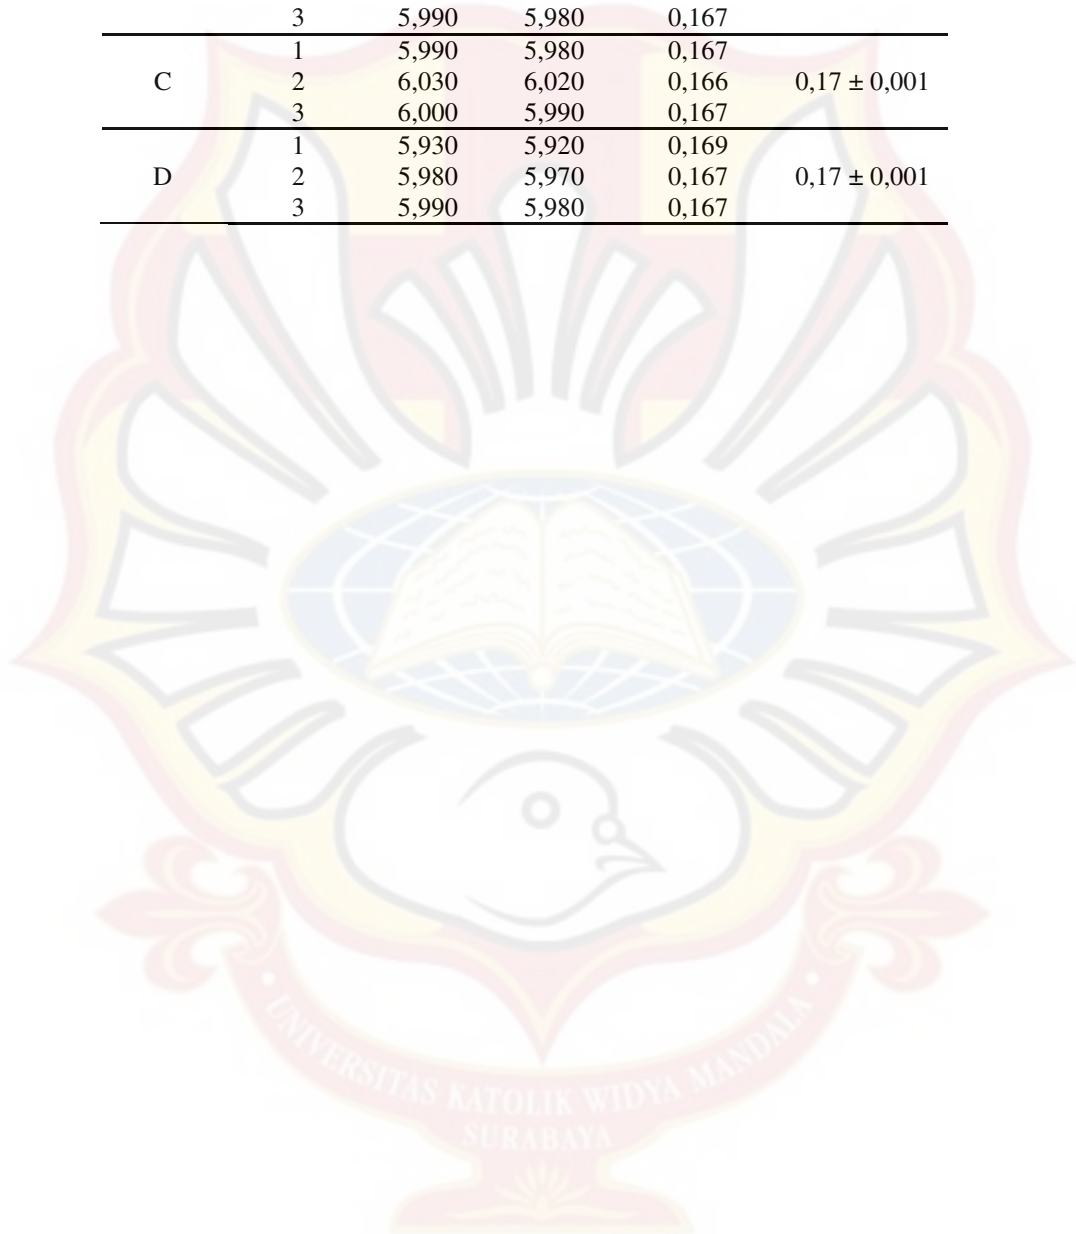 3 5,990 5,980 0,167
1 5,990 5,980 0,167
C 2 6,030 6,020 0,166 0,17 ± 0,001
3 6,000 5,990 0,167
1 5,930 5,920 0,169
D 2 5,980 5,970 0,167 0,17 ± 0,001
3 5,990 5,980 0,167
• UNIVERSITAS KATOLIK WIDYA MANDALA •
SURABAYA